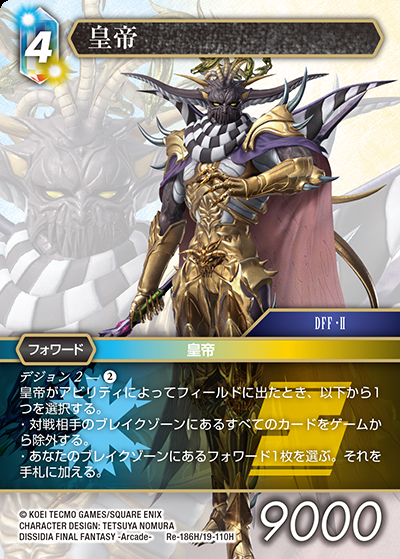 4
皇帝
DFF・II
フォワード
皇帝
デジョン 2 ― 2
皇帝がアビリティによってフィールドに出たとき、以下から1
つを選択する。
・対戦相手のブレイクゾーンにあるすべてのカードをゲームか
ら除外する。
・あなたのブレイクゾーンにあるフォワード1枚を選ぶ。それを
手札に加える。
© KOEI TECMO GAMES/SQUARE ENIX
CHARACTER DESIGN: TETSUYA NOMURA
DISSIDIA FINAL FANTASY -Arcade-
Re-186H/19-110H
9000